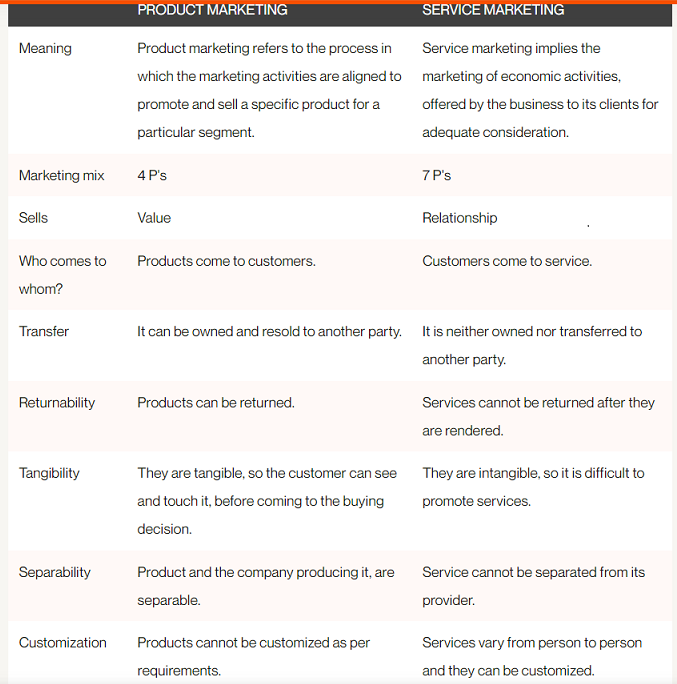 PRODUCT MARKETING SERVICE MARKETING
Meaning Product marketing refers to the process in Service marketing implies the
which the marketing activities are aligned to marketing of economic activities,
promote and sell a specific product for a offered by the business to its clients for
particular segment. adequate consideration.
Marketing mix 4 P's 7 P's
Sells Value Relationship
Who comes to Products come to customers. Customers come to service.
whom?
Transfer It can be owned and resold to another party. It is neither owned nor transferred to
another party.
Returnability Products can be returned. Services cannot be returned after they
are rendered.
Tangibility They are tangible, so the customer can see They are intangible, so it is difficult to
and touch it, before coming to the buying promote services.
decision.
Separability Product and the company producing it, are Service cannot be separated from its
separable. provider.
Customization Products cannot be customized as per Services vary from person to person
requirements. and they can be customized.